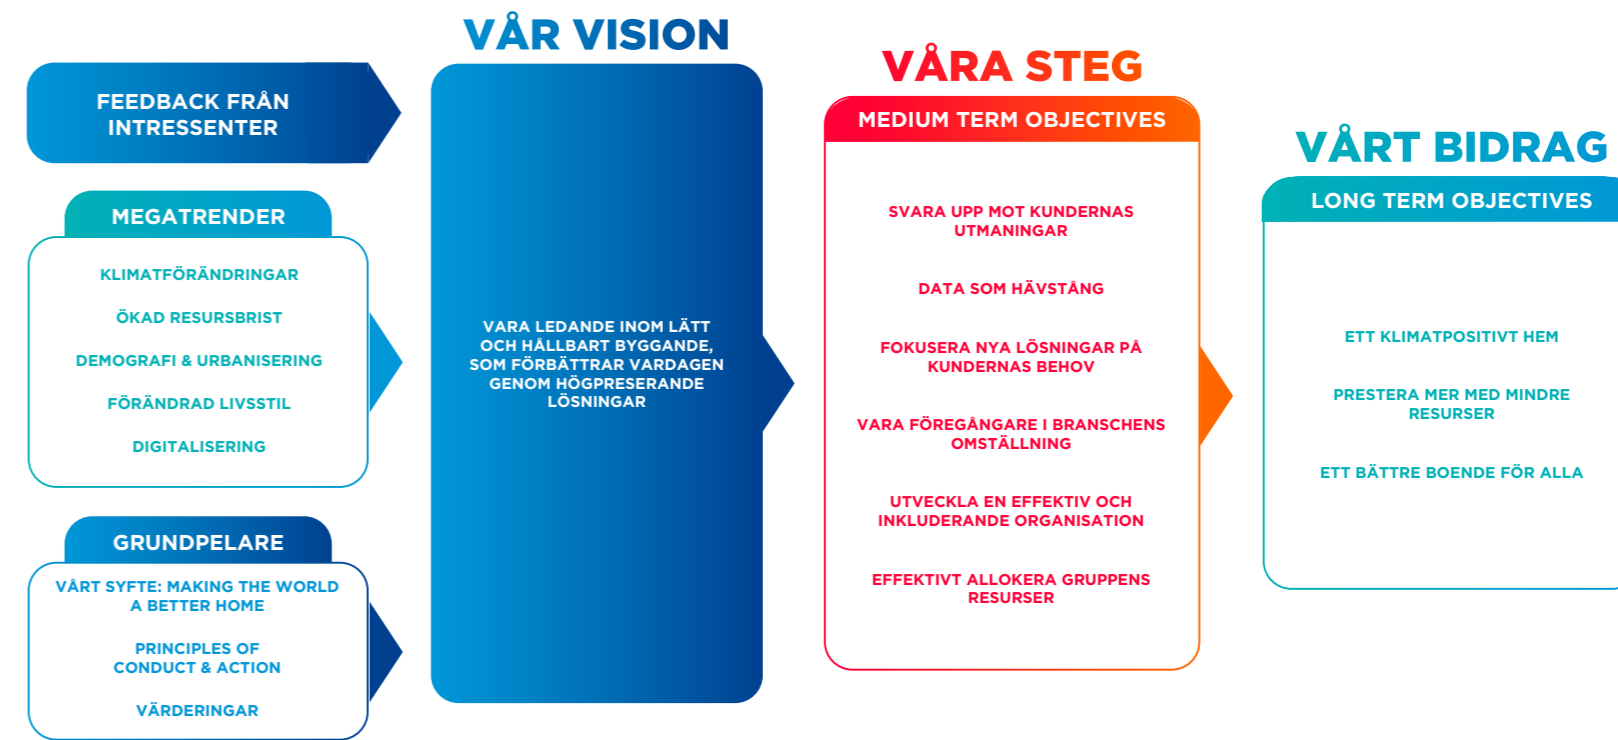 FEEDBACK FRÅN
INTRESSENTER
MEGATRENDER
KLIMATFÖRÄNDRINGAR
ÖKAD RESURSBRIST
DEMOGRAFI & URBANISERING
FÖRÄNDRAD LIVSSTIL
DIGITALISERING
GRUNDPELARE
VÅRT SYFTE: MAKING THE WORLD
A BETTER HOME
PRINCIPLES OF
CONDUCT & ACTION
VÄRDERINGAR
VÅR VISION
VARA LEDANDE INOM LÄTT
OCH HÅLLBART BYGGANDE,
SOM FÖRBÄTTRAR VARDAGEN
GENOM HÖGPRESERANDE
LÖSNINGAR
VÅRA STEG
MEDIUM TERM OBJECTIVES
SVARA UPP MOT KUNDERNAS
UTMANINGAR
DATA SOM HÄVSTÅNG
FOKUSERA NYA LÖSNINGAR PÅ
KUNDERNAS BEHOV
VARA FÖREGÅNGARE I BRANSCHENS
OMSTÄLLNING
UTVECKLA EN EFFEKTIV OCH
INKLUDERANDE ORGANISATION
EFFEKTIVT ALLOKERA GRUPPENS
RESURSER
VÅRT BIDRAG
LONG TERM OBJECTIVES
ETT KLIMATPOSITIVT HEM
PRESTERA MER MED MINDRE
RESURSER
ETT BÄTTRE BOENDE FÖR ALLA